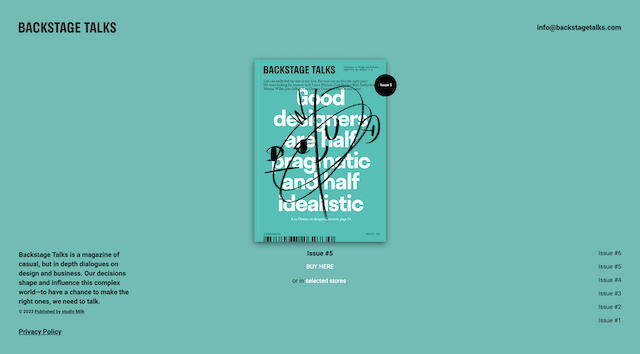 BACKSTAGE TALKS
info@backstagetalks.com
BACKSTAGE TALKS
Issue 5
Good
designers
are half
pragmatic
and half
idealistic
Issue #5
BUY HERE
or in selected stores
Backstage Talks is a magazine of
casual, but in depth dialogues on
design and business. Our decisions
shape and influence this complex
world—to have a chance to make the
right ones, we need to talk.
© 2023 Published by studio Milk
Privacy Policy
Issue #6
Issue #5
Issue #4
Issue #3
Issue #2
Issue #1